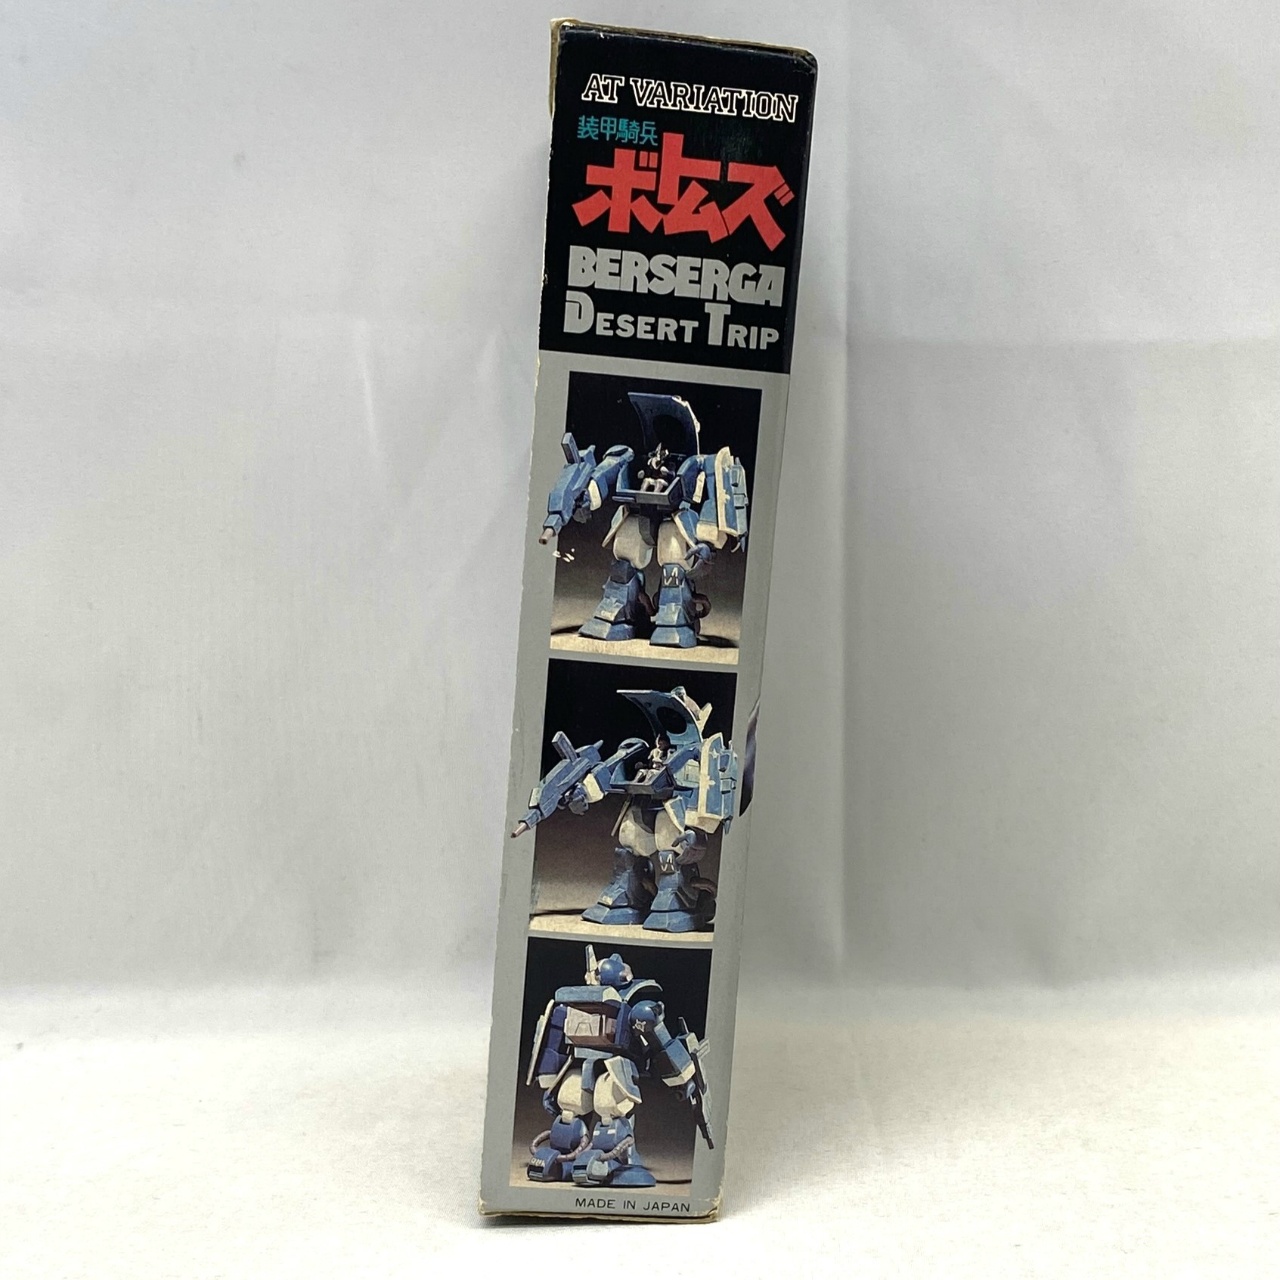 AT VARIATION
装甲騎兵
ボトムズ
BERSERGA
DESERT TRIP
MADE IN JAPAN